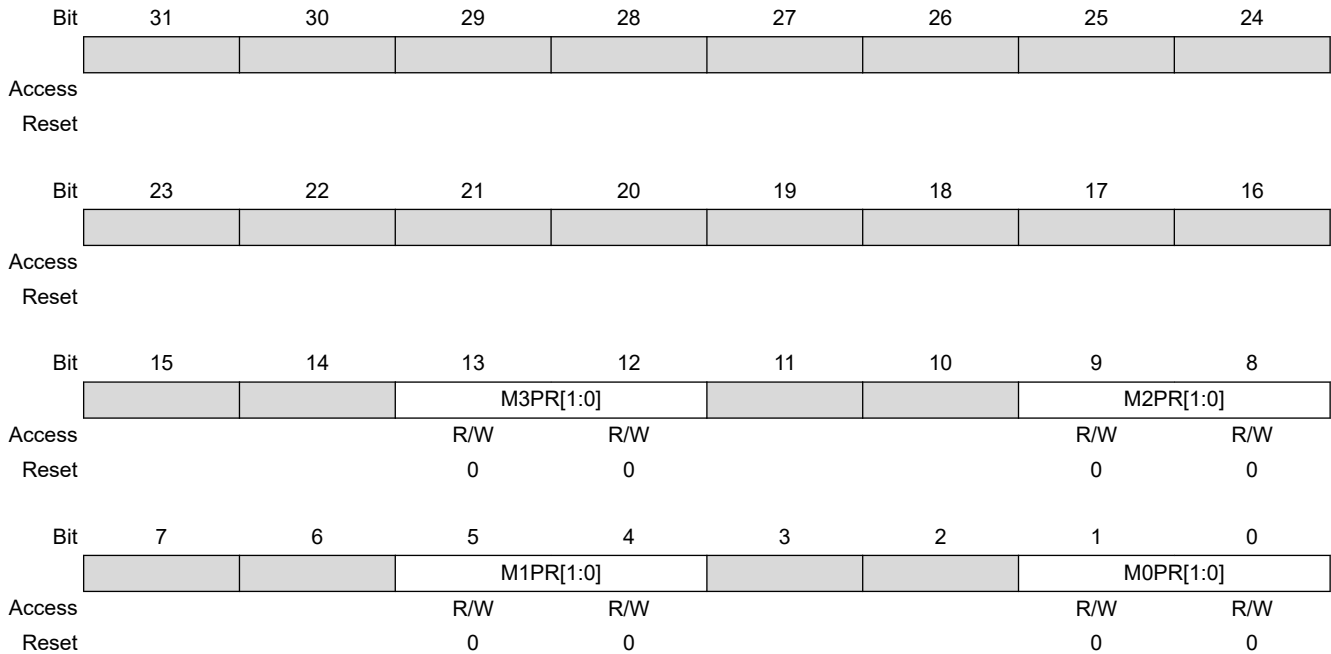 Bit 31 30 29 28 27 26 25 24
Access
Reset
Bit 23 22 21 20 19 18 17 16
Access
Reset
Bit 15 14 13 12 11 10 9 8
M3PR[1:0] M2PR[1:0]
Access R/W R/W R/W R/W
Reset 0 0 0 0
Bit 7 6 5 4 3 2 1 0
M1PR[1:0] M0PR[1:0]
Access R/W R/W R/W R/W
Reset 0 0 0 0